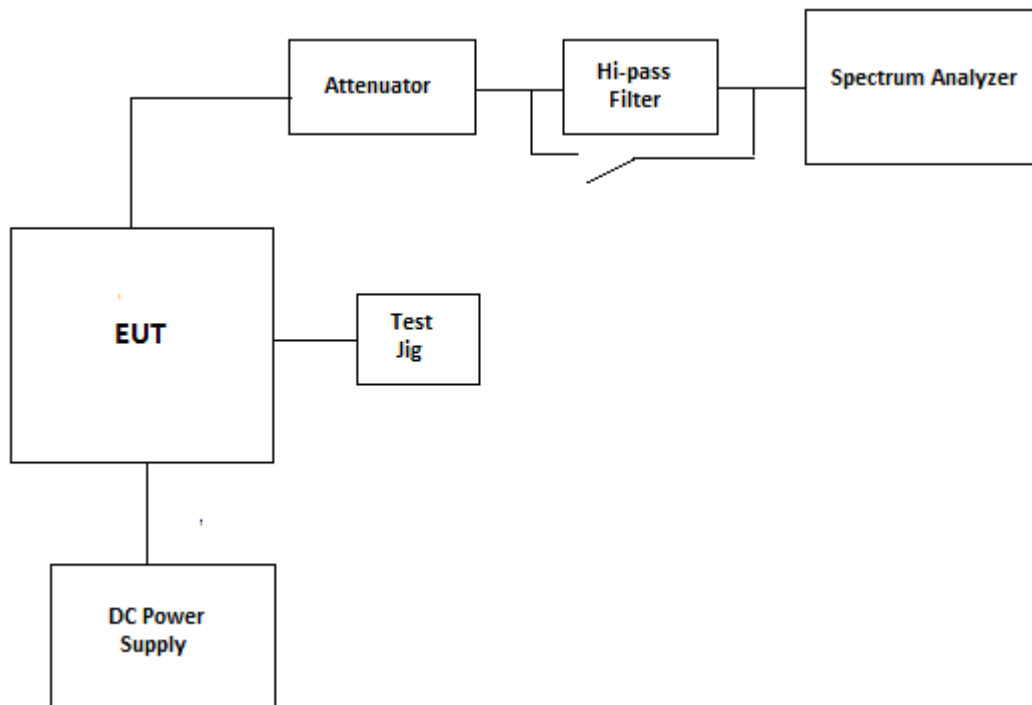 Attenuator
Hi-pass
Filter
Spectrum Analyzer
EUT
Test
Jig
DC Power
Supply